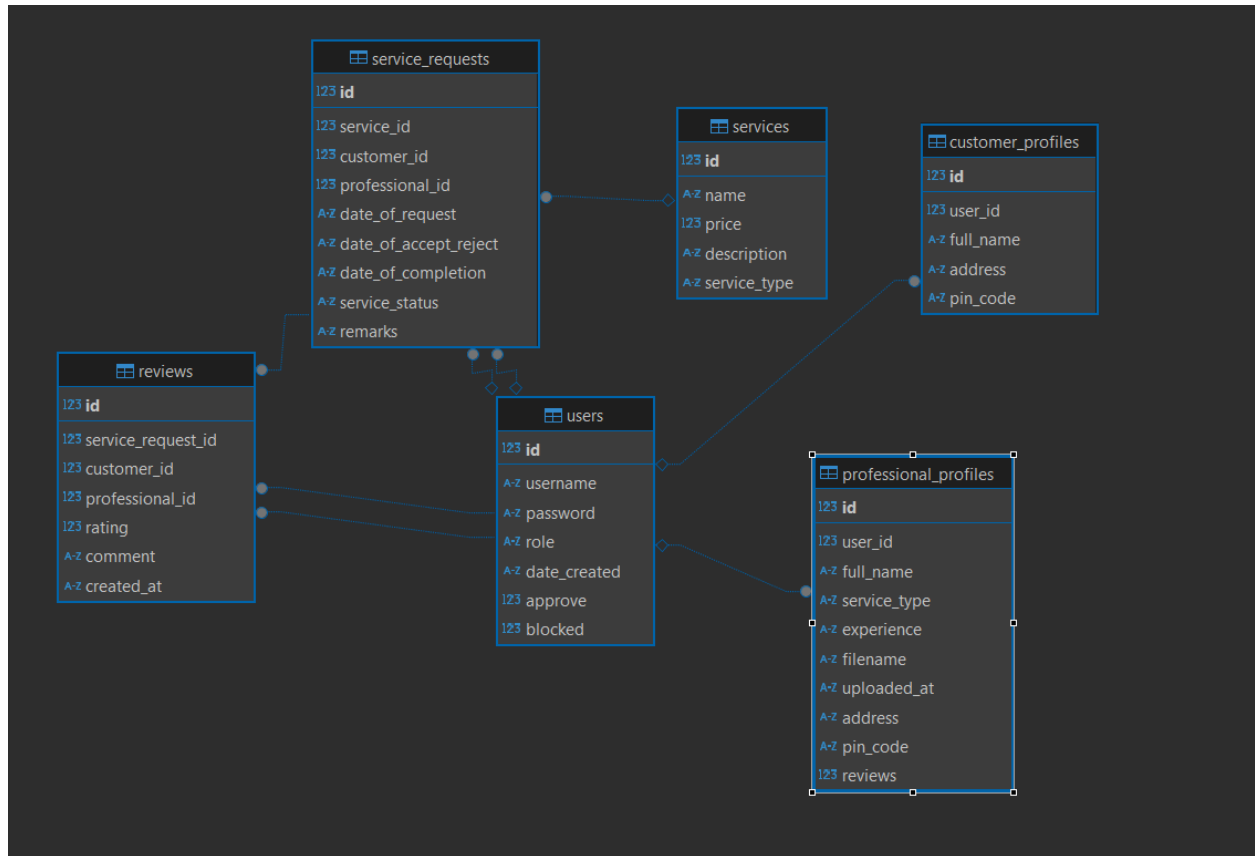 service_requests
123 id
123 service_id
123 customer_id
123 professional_id
A-Z date_of_request
A-Z date_of_accept_reject
A-Z date_of_completion
A-Z service_status
A-Z remarks
services
123 id
A-Z name
123 price
A-Z description
A-Z service_type
customer_profiles
123 id
123 user_id
A-Z full_name
A-Z address
A-Z pin_code
reviews
123 id
123 service_request_id
123 customer_id
123 professional_id
123 rating
A-Z comment
A-Z created_at
users
123 id
A-Z username
A-Z password
A-Z role
A-Z date_created
123 approve
123 blocked
professional_profiles
123 id
123 user_id
A-Z full_name
A-Z service_type
A-Z experience
A-Z filename
A-Z uploaded_at
A-Z address
A-Z pin_code
123 reviews